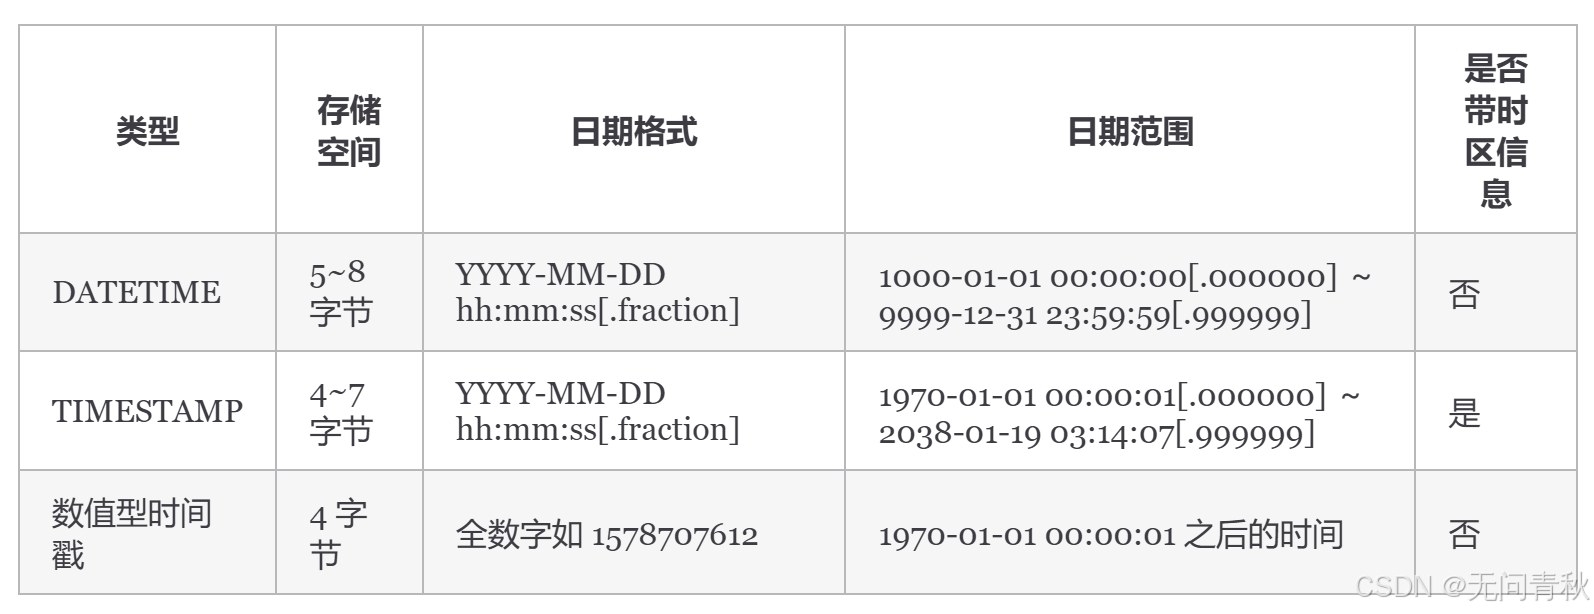 类型
存储
空间
日期格式
日期范围
是否
带时
区信
息
DATETIME
5~8
字节
YYYY-MM-DD
hh:mm:ss[.fraction]
1000-01-01 00:00:00[.000000] ~
9999-12-31 23:59:59[.999999]
否
TIMESTAMP
4~7
字节
YYYY-MM-DD
hh:mm:ss[.fraction]
1970-01-01 00:00:01[.000000] ~
2038-01-19 03:14:07[.999999]
是
数值型时间
戳
4 字
节
全数字如 1578707612
1970-01-01 00:00:01 之后的时间
否
CSDN @无问青秋